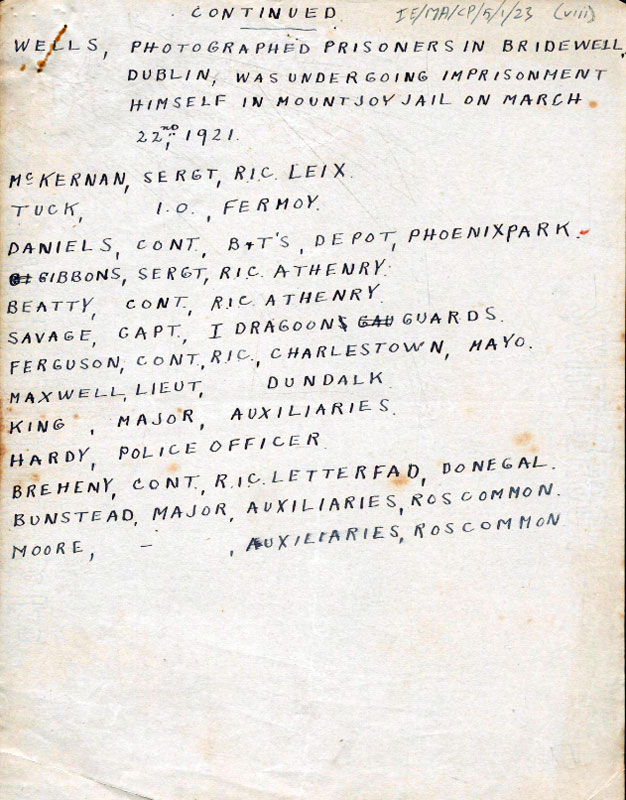 CONTINUED IE/MA/CP/5/1/23 (viii)
WELLS, PHOTOGRAPHED PRISONERS IN BRIDEWELL,
DUBLIN, WAS UNDERGOING IMPRISONMENT
HIMSELF IN MOUNTJOY JAIL ON MARCH
22ND, 1921.
McKERNAN, SERGT, R.I.C. LEIX.
TUCK, I.O., FERMOY.
DANIELS, CONT, B+T'S, DEPOT, PHOENIXPARK.
GIBBONS, SERGT, R.I.C. ATHENRY.
BEATTY, CONT, R.I.C. ATHENRY.
SAVAGE, CAPT, I DRAGOON GUARDS.
FERGUSON, CONT, R.I.C., CHARLESTOWN, MAYO.
MAXWELL, LIEUT, DUNDALK.
KING, MAJOR, AUXILIARIES.
HARDY, POLICE OFFICER.
BREHENY, CONT, R.I.C. LETTERFAD, DONEGAL.
BUNSTEAD, MAJOR, AUXILIARIES, ROSCOMMON.
MOORE, – , AUXILIARIES, ROSCOMMON